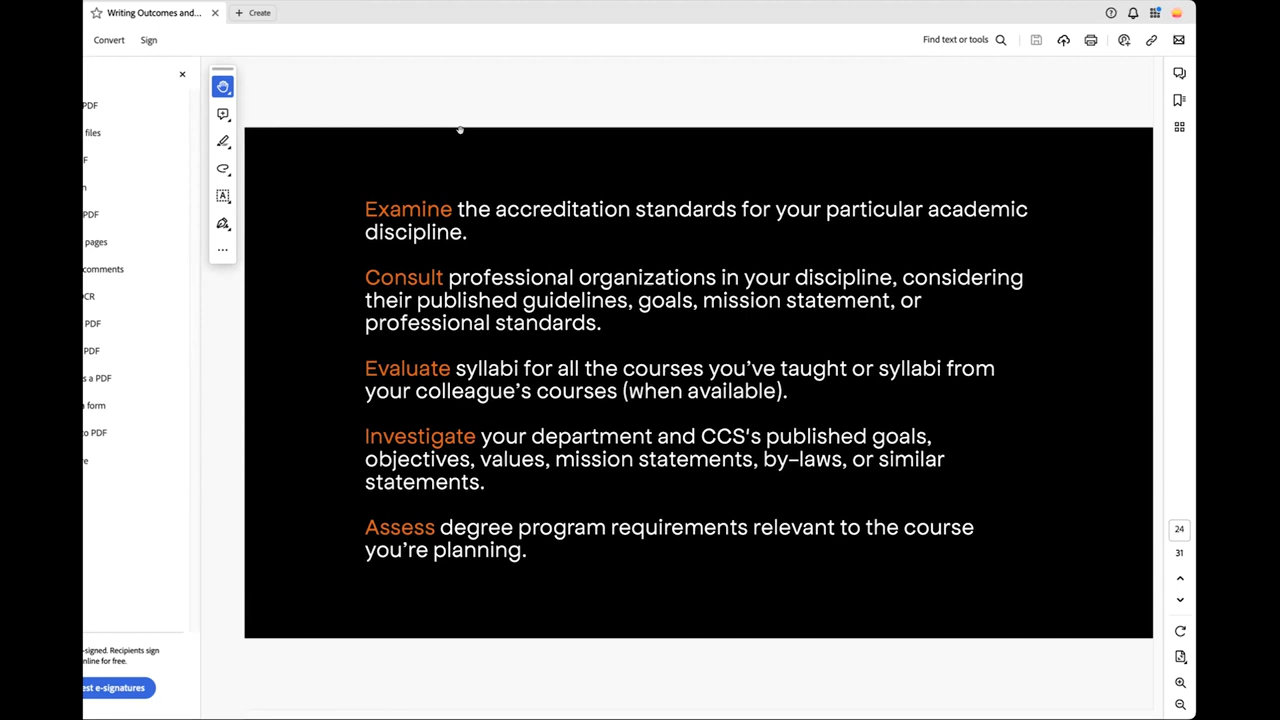 Writing Outcomes and...
Create
Convert
Sign
Find text or tools
PDF
files
F
n
PDF
pages
comments
CR
PDF
PDF
s a PDF
form
to PDF
re
-signed. Recipients sign
nline for free.
est e-signatures
Examine the accreditation standards for your particular academic
discipline.
Consult professional organizations in your discipline, considering
their published guidelines, goals, mission statement, or
professional standards.
Evaluate syllabi for all the courses you’ve taught or syllabi from
your colleague’s courses (when available).
Investigate your department and CCS's published goals,
objectives, values, mission statements, by–laws, or similar
statements.
Assess degree program requirements relevant to the course
you’re planning.
24
31